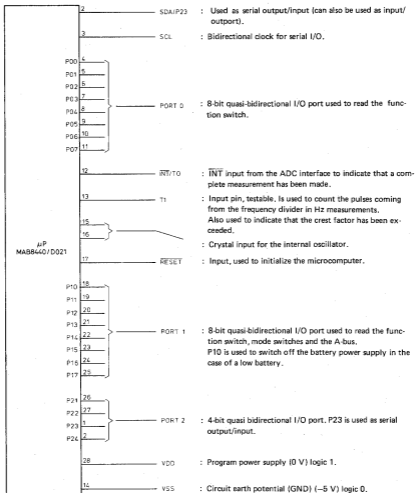 2 SDA/P23 : Used as serial output/input (can also be used as input/
outport).
3 SCL : Bidirectional clock for serial I/O.
P00 4
P01 5
P02 6
P03 7
P04 8
P05 9
P06 10
P07 11
PORT 0 : 8-bit quasi-bidirectional I/O port used to read the func-
tion switch.
12 INT/T0 : INT input from the ADC interface to indicate that a com-
plete measurement has been made.
13 T1 : Input pin, testable. Is used to count the pulses coming
from the frequency divider in Hz measurements.
Also used to indicate that the crest factor has been ex-
ceeded.
15
16
: Crystal input for the internal oscillator.
µP
MAB8440/D021
17 RESET : Input, used to initialize the microcomputer.
P10 18
P11 19
P12 20
P13 21
P14 22
P15 23
P16 24
P17 25
PORT 1 : 8-bit quasi-bidirectional I/O port used to read the func-
tion switch, mode switches and the A-bus.
P10 is used to switch off the battery power supply in the
case of a low battery.
P21 26
P22 27
P23 1
P24 2
PORT 2 : 4-bit quasi bidirectional I/O port. P23 is used as serial
output/input.
28 VDD : Program power supply (0 V) logic 1.
14 VSS : Circuit earth potential (GND) (–5 V) logic 0.